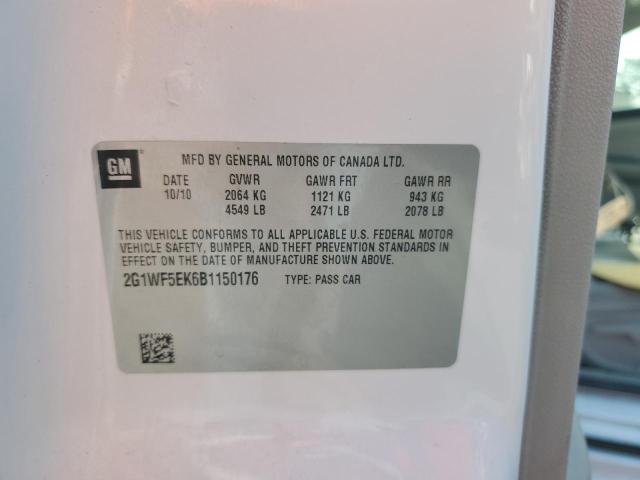 GM
MFD BY GENERAL MOTORS OF CANADA LTD.
DATE GVWR GAWR FRT GAWR RR
10/10 2064 KG 1121 KG 943 KG
4549 LB 2471 LB 2078 LB
THIS VEHICLE CONFORMS TO ALL APPLICABLE U.S. FEDERAL MOTOR
VEHICLE SAFETY, BUMPER, AND THEFT PREVENTION STANDARDS IN
EFFECT ON THE DATE OF MANUFACTURE SHOWN ABOVE.
2G1WF5EK6B1150176 TYPE: PASS CAR